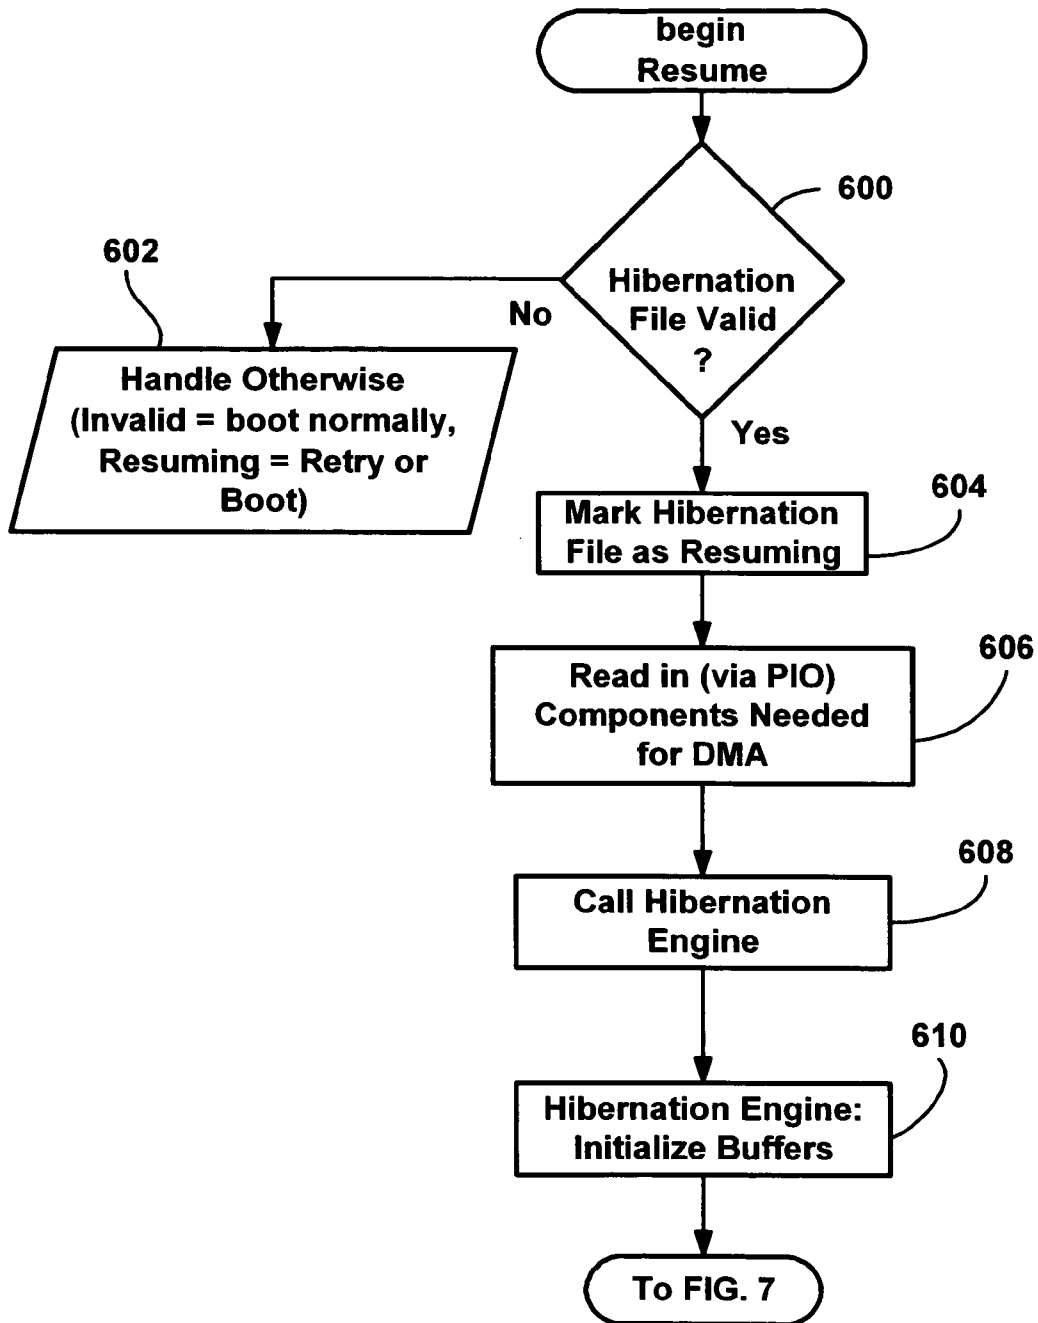 begin
Resume
600
602
Hibernation
File Valid
?
No
Handle Otherwise
(Invalid = boot normally,
Resuming = Retry or
Boot)
Yes
604
Mark Hibernation
File as Resuming
606
Read in (via PIO)
Components Needed
for DMA
608
Call Hibernation
Engine
610
Hibernation Engine:
Initialize Buffers
To FIG. 7